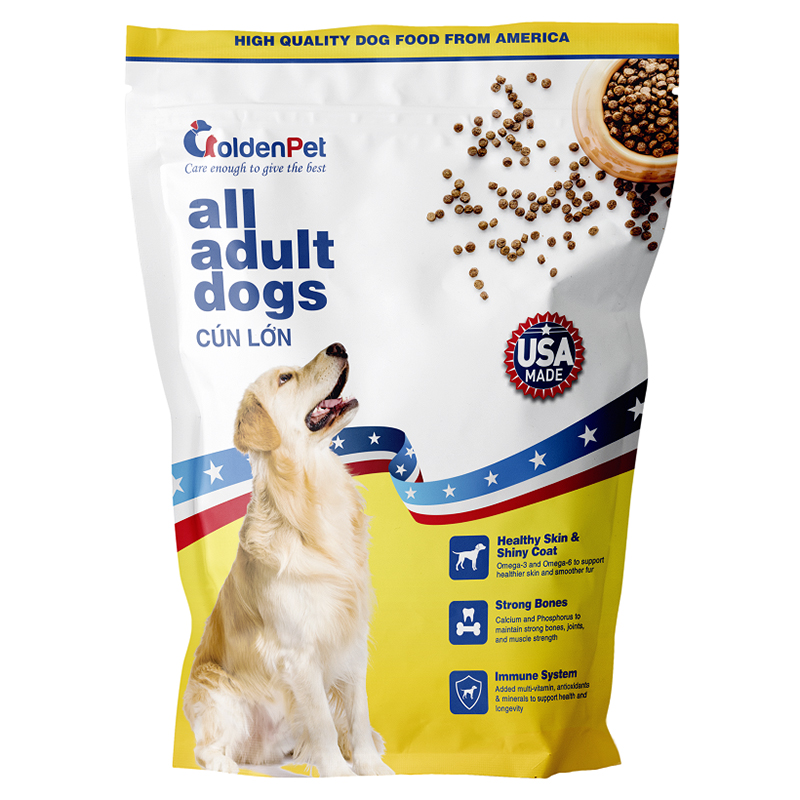 HIGH QUALITY DOG FOOD FROM AMERICA
GoldenPet
Care enough to give the best
all
adult
dogs
CÚN LỚN
USA
MADE
Healthy Skin &
Shiny Coat
Omega-3 and Omega-6 to support
healthier skin and smoother fur
Strong Bones
Calcium and Phosphorus to
maintain strong bones, joints,
and muscle strength
Immune System
Added multi-vitamin, antioxidants
& minerals to support health and
longevity